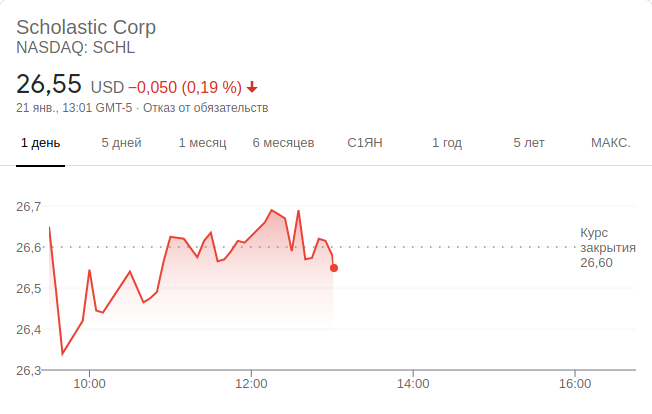 Scholastic Corp
NASDAQ: SCHL
26,55 USD −0,050 (0,19 %)
21 янв., 13:01 GMT-5 · Отказ от обязательств
1 день 5 дней 1 месяц 6 месяцев С1ЯН 1 год 5 лет МАКС.
26,7
Курс
26,6 закрытия
26,60
26,5
26,4
26,3
10:00 12:00 14:00 16:00